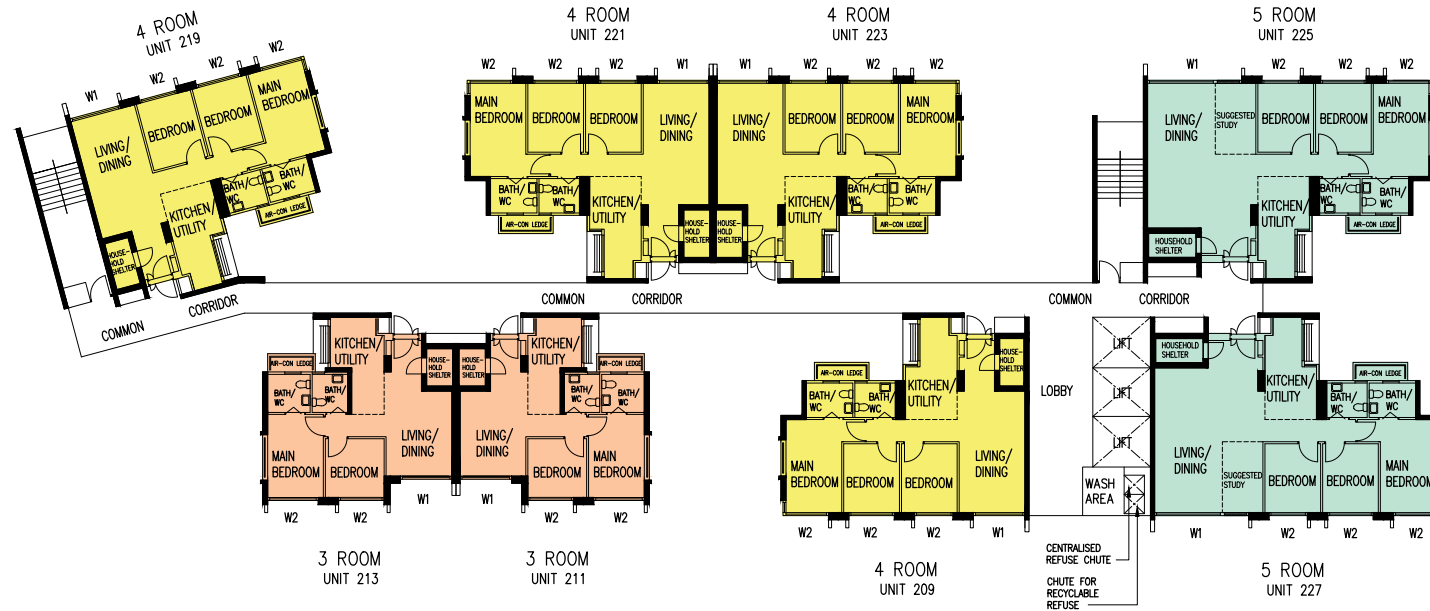 4 ROOM
UNIT 219
W1
W2
W2
W2
LIVING/
DINING
BEDROOM
BEDROOM
MAIN
BEDROOM
BATH/
WC
BATH/
WC
AIR-CON LEDGE
KITCHEN/
UTILITY
HOUSE-
HOLD
SHELTER
4 ROOM
UNIT 221
W2
W2
W2
W1
MAIN
BEDROOM
BEDROOM
BEDROOM
LIVING/
DINING
BATH/
WC
BATH/
WC
AIR-CON LEDGE
KITCHEN/
UTILITY
HOUSE-
HOLD
SHELTER
4 ROOM
UNIT 223
W1
W2
W2
W2
LIVING/
DINING
BEDROOM
BEDROOM
MAIN
BEDROOM
HOUSE-
HOLD
SHELTER
KITCHEN/
UTILITY
BATH/
WC
BATH/
WC
AIR-CON LEDGE
5 ROOM
UNIT 225
W1
W2
W2
W2
LIVING/
DINING
SUGGESTED
STUDY
BEDROOM
BEDROOM
MAIN
BEDROOM
HOUSEHOLD
SHELTER
KITCHEN/
UTILITY
BATH/
WC
BATH/
WC
AIR-CON LEDGE
COMMON
CORRIDOR
COMMON
CORRIDOR
COMMON
CORRIDOR
AIR-CON LEDGE
BATH/
WC
BATH/
WC
KITCHEN/
UTILITY
HOUSE-
HOLD
SHELTER
MAIN
BEDROOM
BEDROOM
LIVING/
DINING
W2
W2
W1
3 ROOM
UNIT 213
HOUSE-
HOLD
SHELTER
KITCHEN/
UTILITY
AIR-CON LEDGE
BATH/
WC
BATH/
WC
LIVING/
DINING
BEDROOM
MAIN
BEDROOM
W1
W2
W2
3 ROOM
UNIT 211
AIR-CON LEDGE
BATH/
WC
BATH/
WC
KITCHEN/
UTILITY
HOUSE-
HOLD
SHELTER
MAIN
BEDROOM
BEDROOM
BEDROOM
LIVING/
DINING
W2
W2
W2
W1
4 ROOM
UNIT 209
LOBBY
LIFT
LIFT
LIFT
WASH
AREA
CENTRALISED
REFUSE CHUTE
CHUTE FOR
RECYCLABLE
REFUSE
HOUSEHOLD
SHELTER
KITCHEN/
UTILITY
AIR-CON LEDGE
BATH/
WC
BATH/
WC
LIVING/
DINING
SUGGESTED
STUDY
BEDROOM
BEDROOM
MAIN
BEDROOM
W1
W2
W2
W2
5 ROOM
UNIT 227